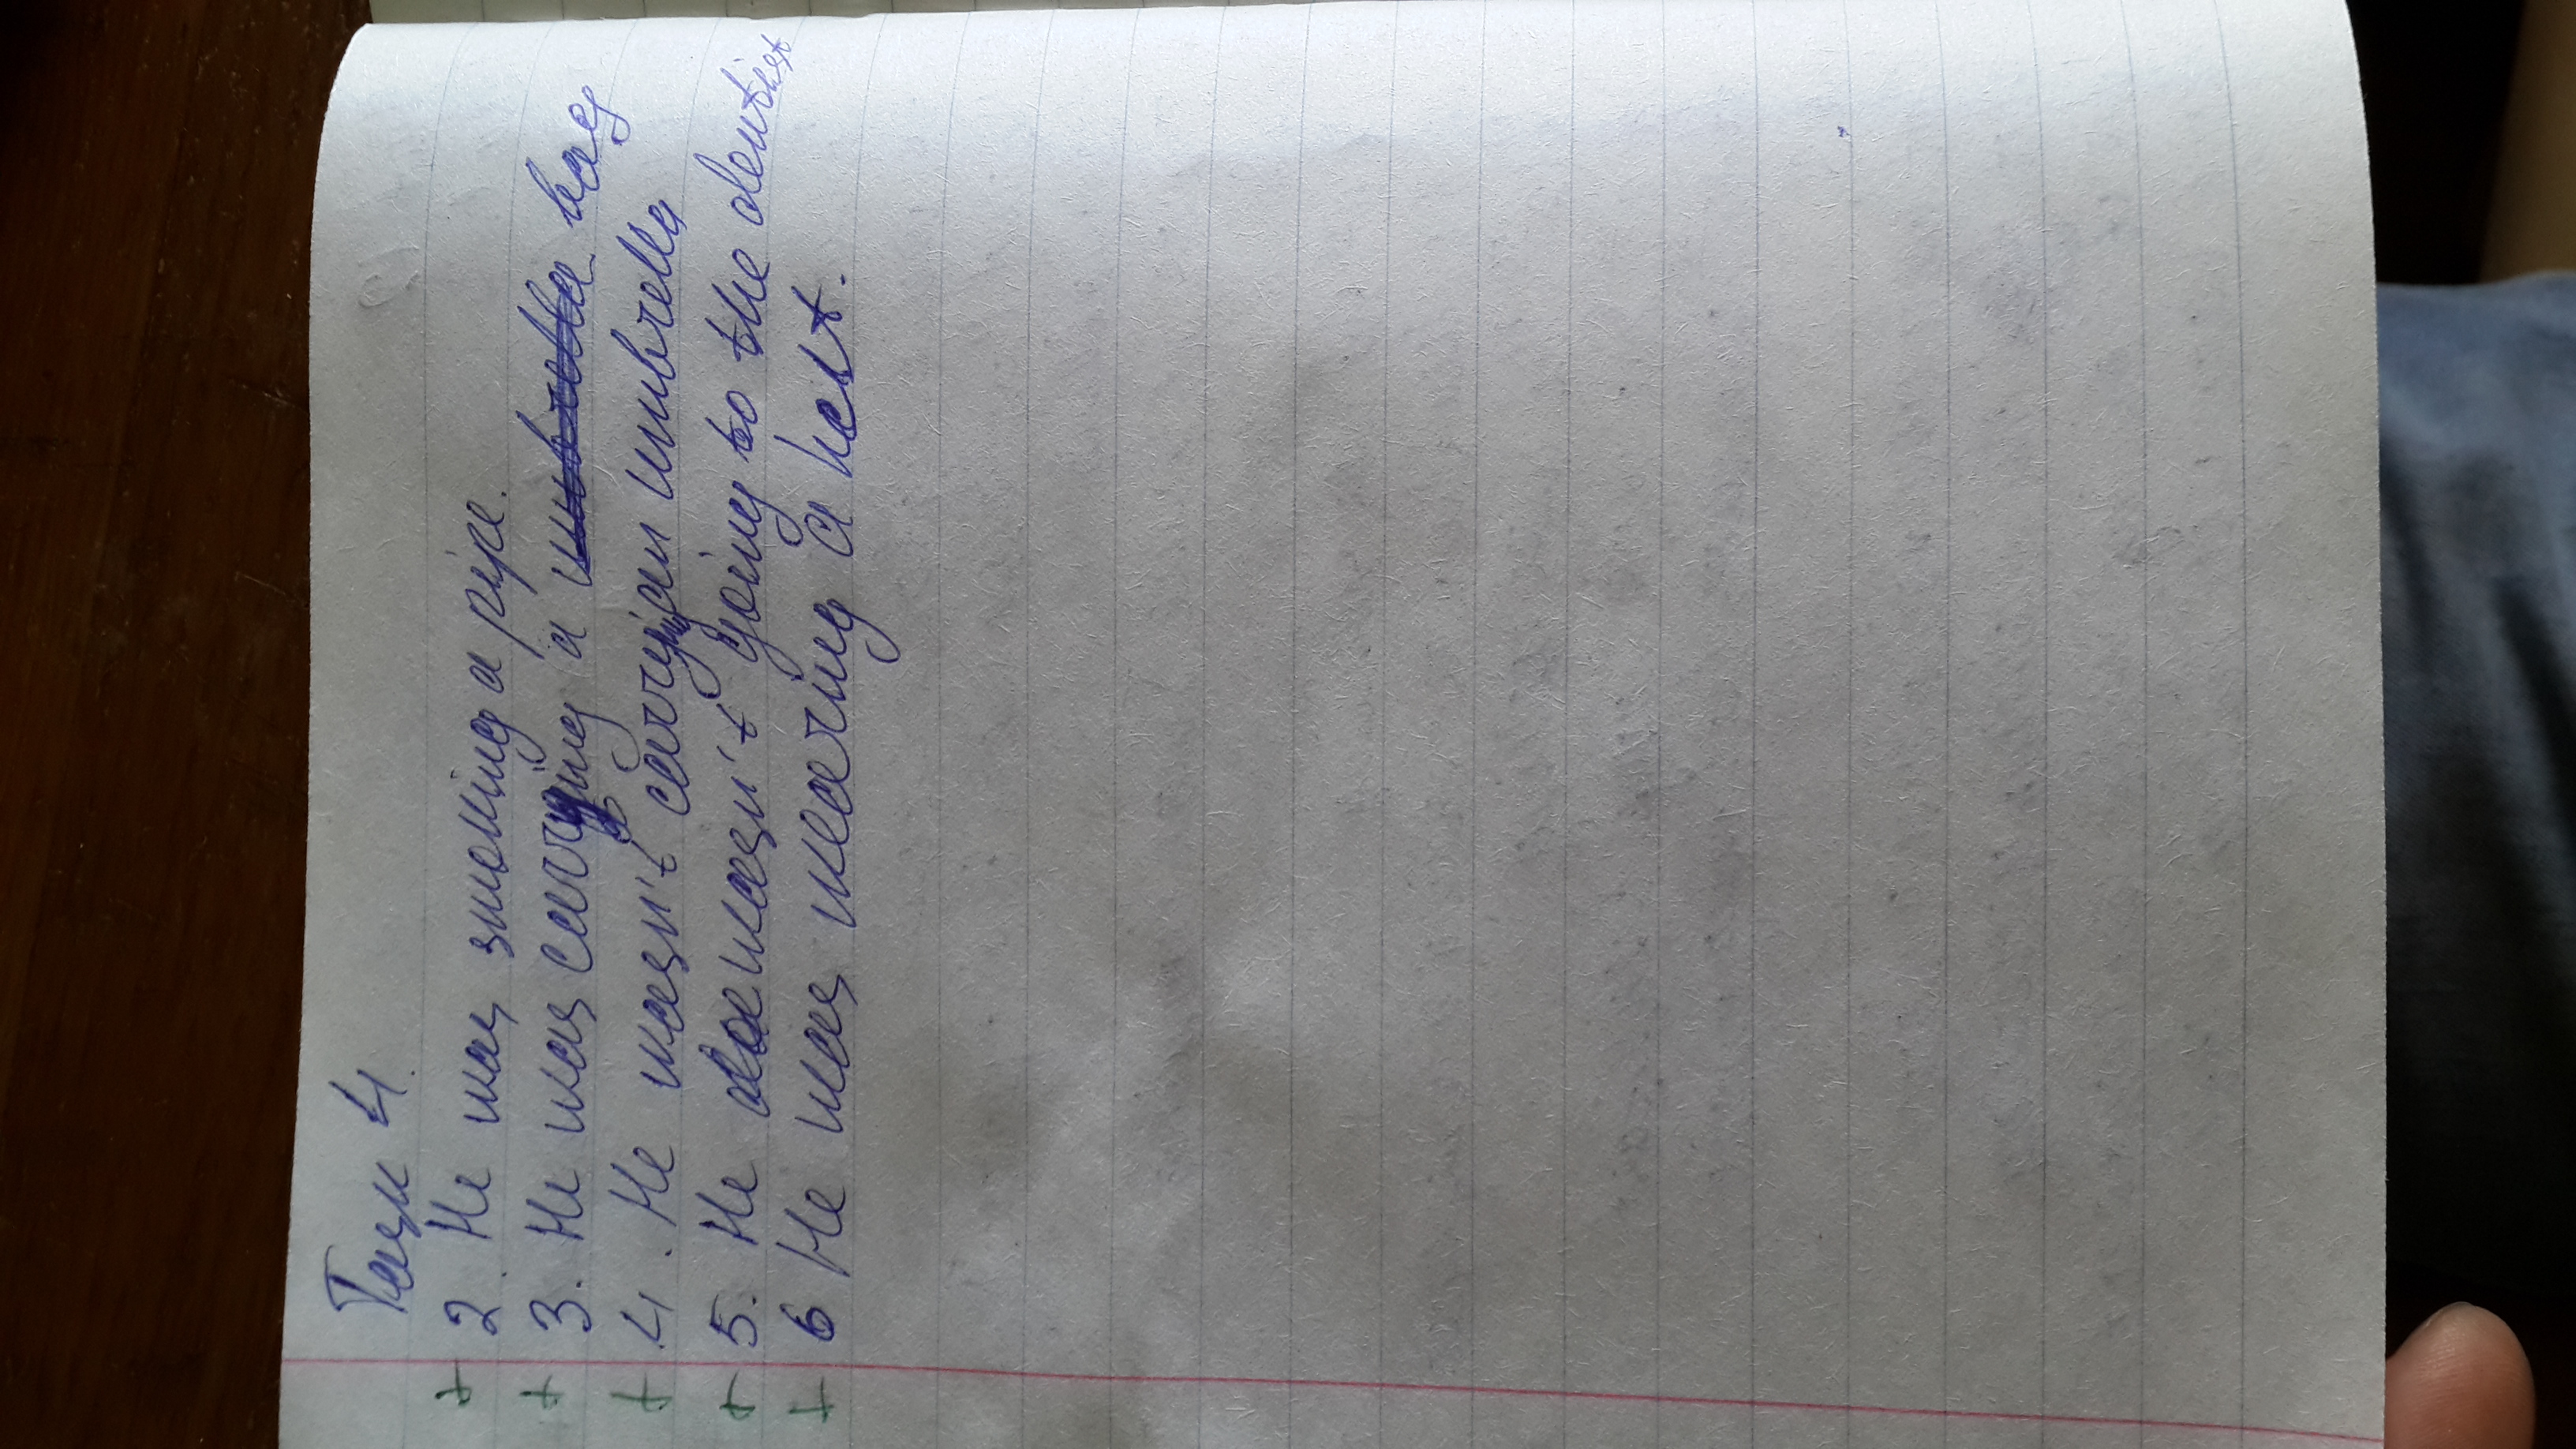 Task 4.
+ 2. He was smoking a pipe.
+ 3. He was carrying a umbrella bag
+ 4. He wasn't carrying an umbrella
+ 5. He doe wasn't going to the dentist
+ 6 He was wearing a hat.